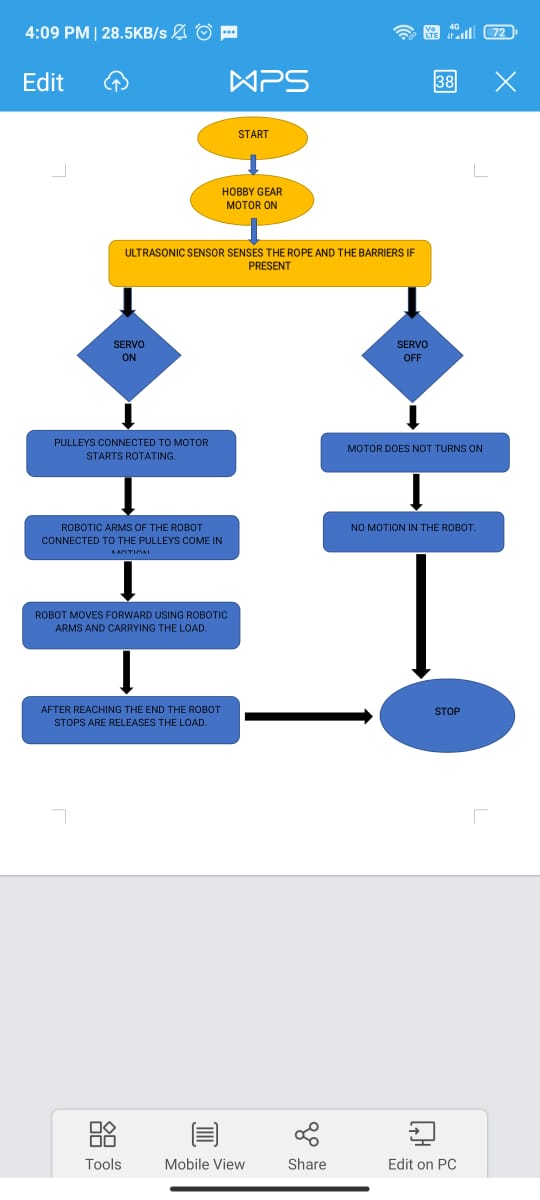 4:09 PM | 28.5KB/s
Vo
LTE
4G
72
Edit
WPS
38
START
HOBBY GEAR
MOTOR ON
ULTRASONIC SENSOR SENSES THE ROPE AND THE BARRIERS IF
PRESENT
SERVO
ON
SERVO
OFF
PULLEYS CONNECTED TO MOTOR
STARTS ROTATING.
MOTOR DOES NOT TURNS ON
ROBOTIC ARMS OF THE ROBOT
CONNECTED TO THE PULLEYS COME IN
MOTION
NO MOTION IN THE ROBOT.
ROBOT MOVES FORWARD USING ROBOTIC
ARMS AND CARRYING THE LOAD.
AFTER REACHING THE END THE ROBOT
STOPS ARE RELEASES THE LOAD.
STOP
Tools
Mobile View
Share
Edit on PC